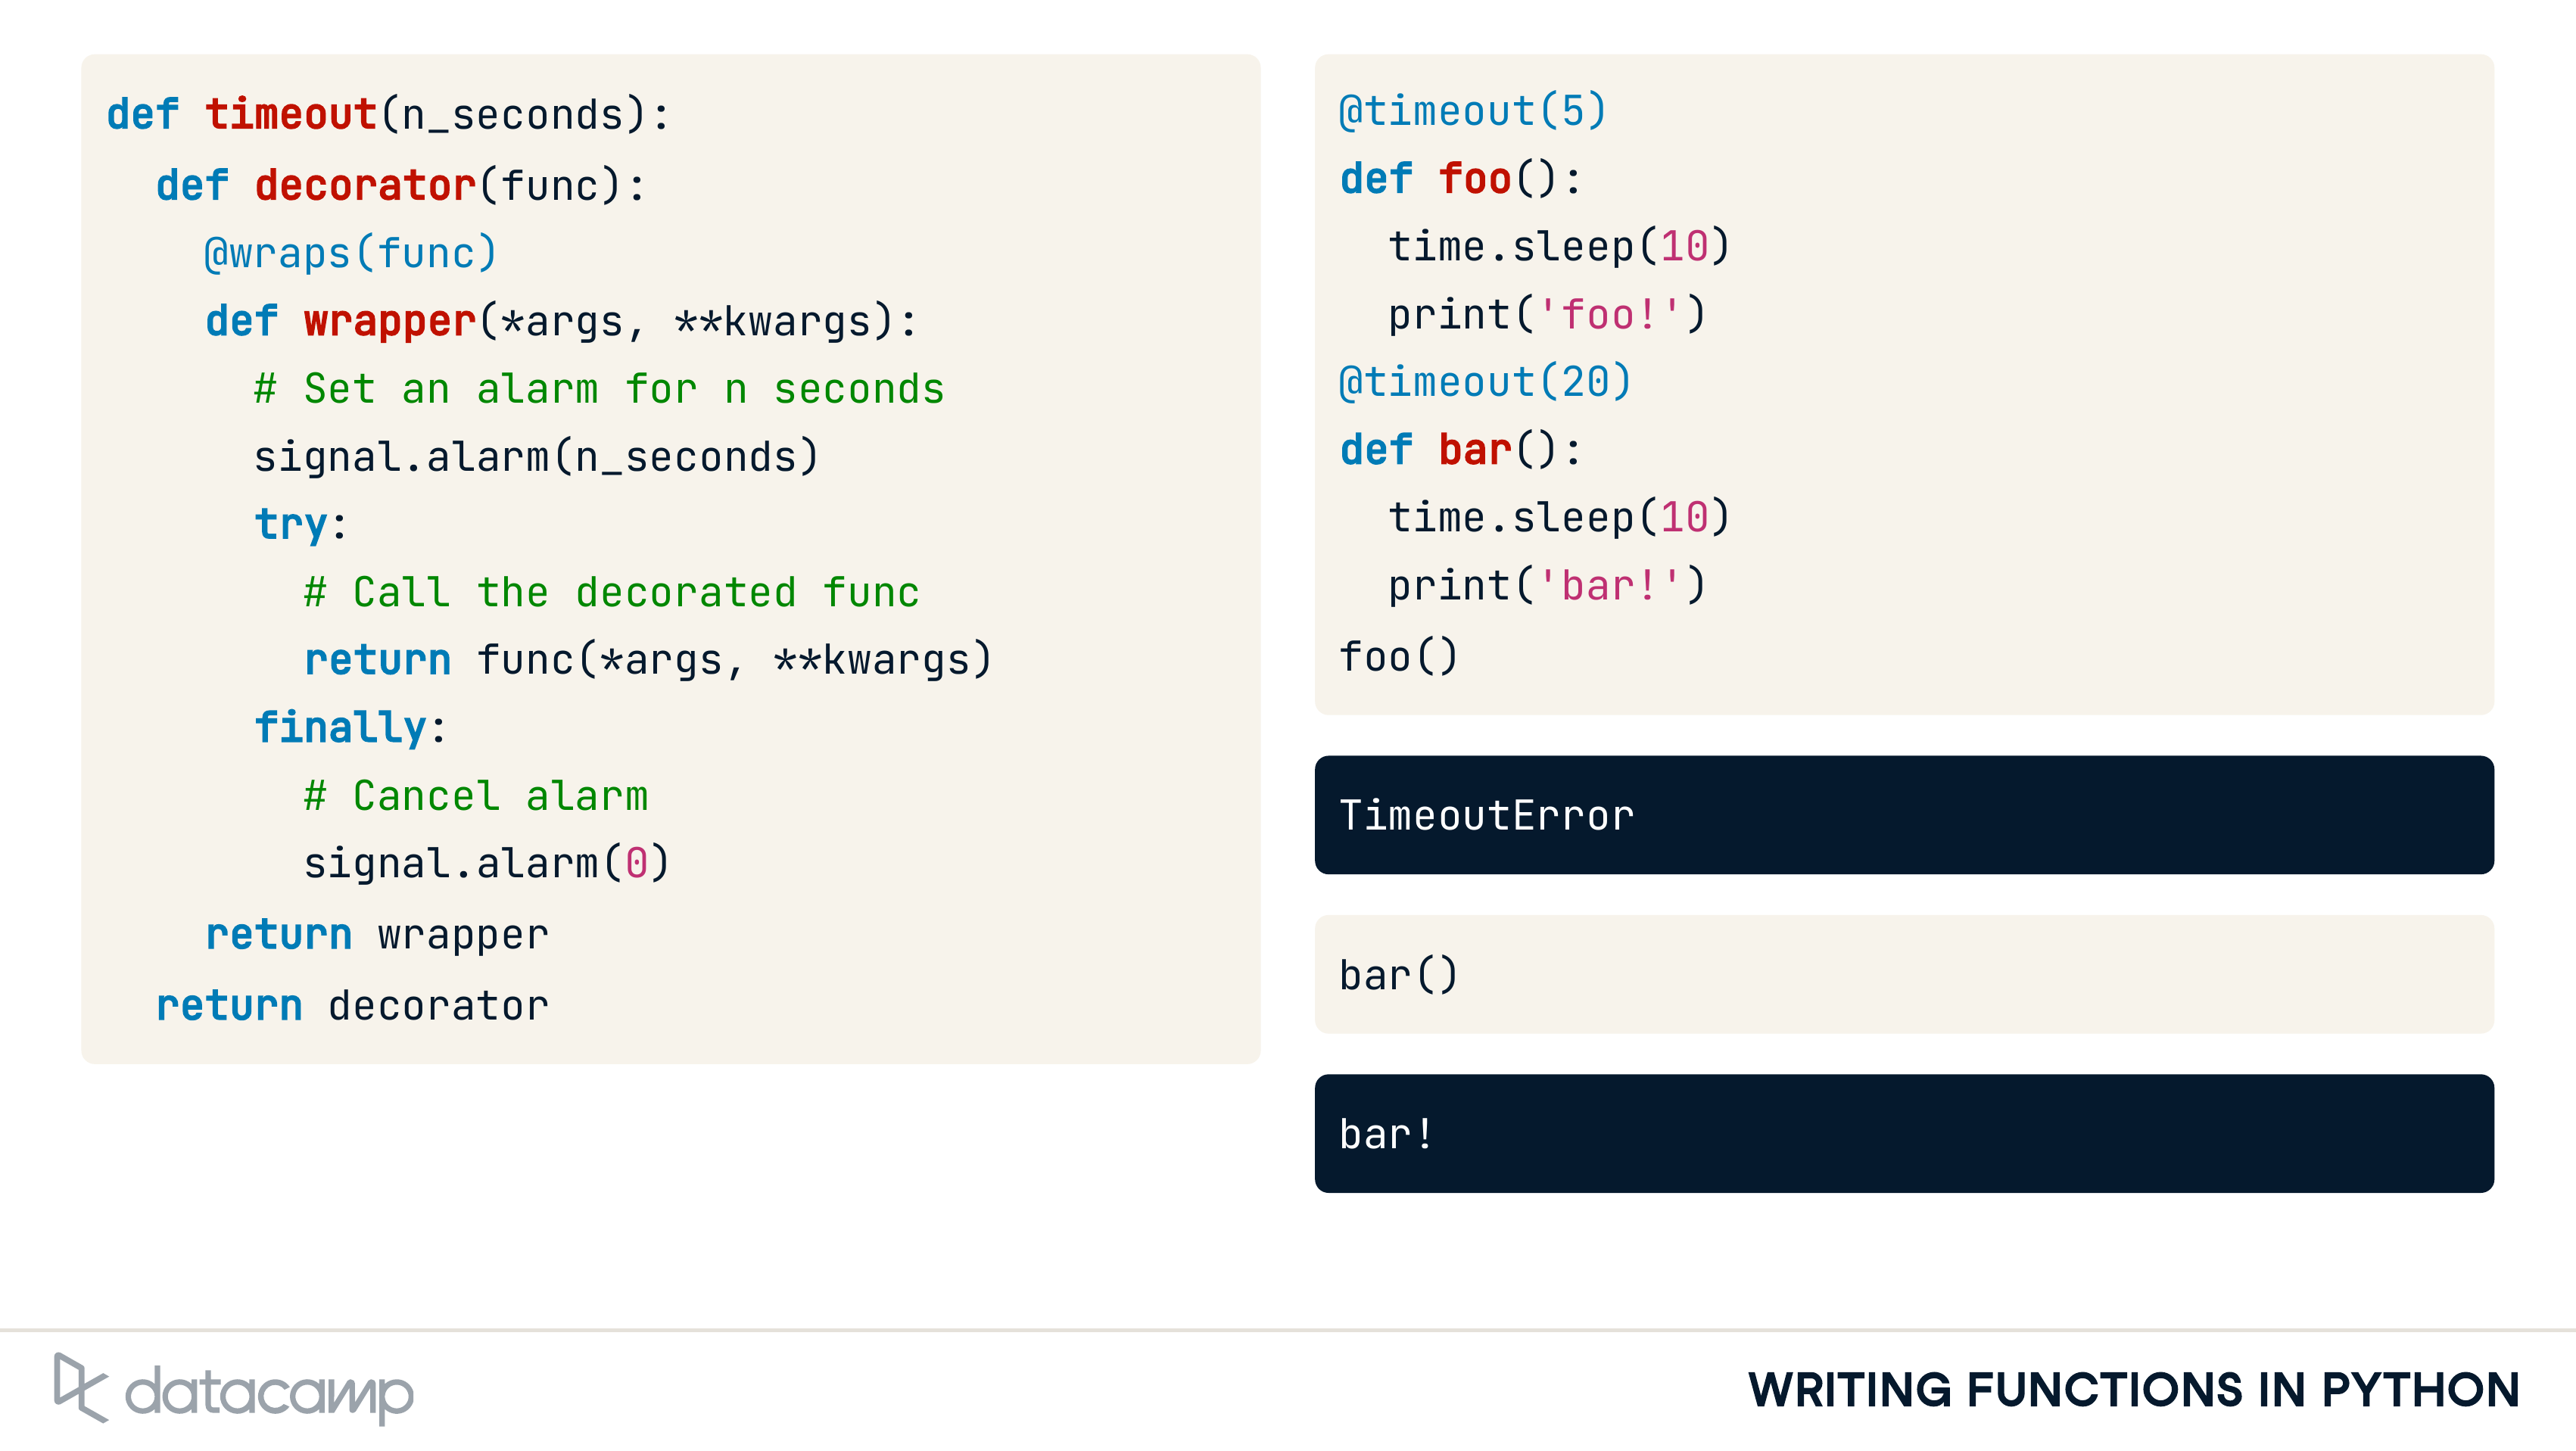 def timeout(n_seconds):
  def decorator(func):
    @wraps(func)
    def wrapper(*args, **kwargs):
      # Set an alarm for n seconds
      signal.alarm(n_seconds)
      try:
        # Call the decorated func
        return func(*args, **kwargs)
      finally:
        # Cancel alarm
        signal.alarm(0)
    return wrapper
  return decorator
@timeout(5)
def foo():
  time.sleep(10)
  print('foo!')
@timeout(20)
def bar():
  time.sleep(10)
  print('bar!')
foo()
TimeoutError
bar()
bar!
datacamp
WRITING FUNCTIONS IN PYTHON